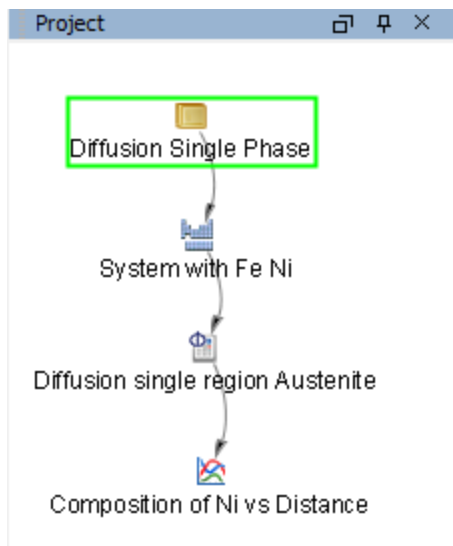 Project
Diffusion Single Phase
System with Fe Ni
Diffusion single region Austenite
Composition of Ni vs Distance